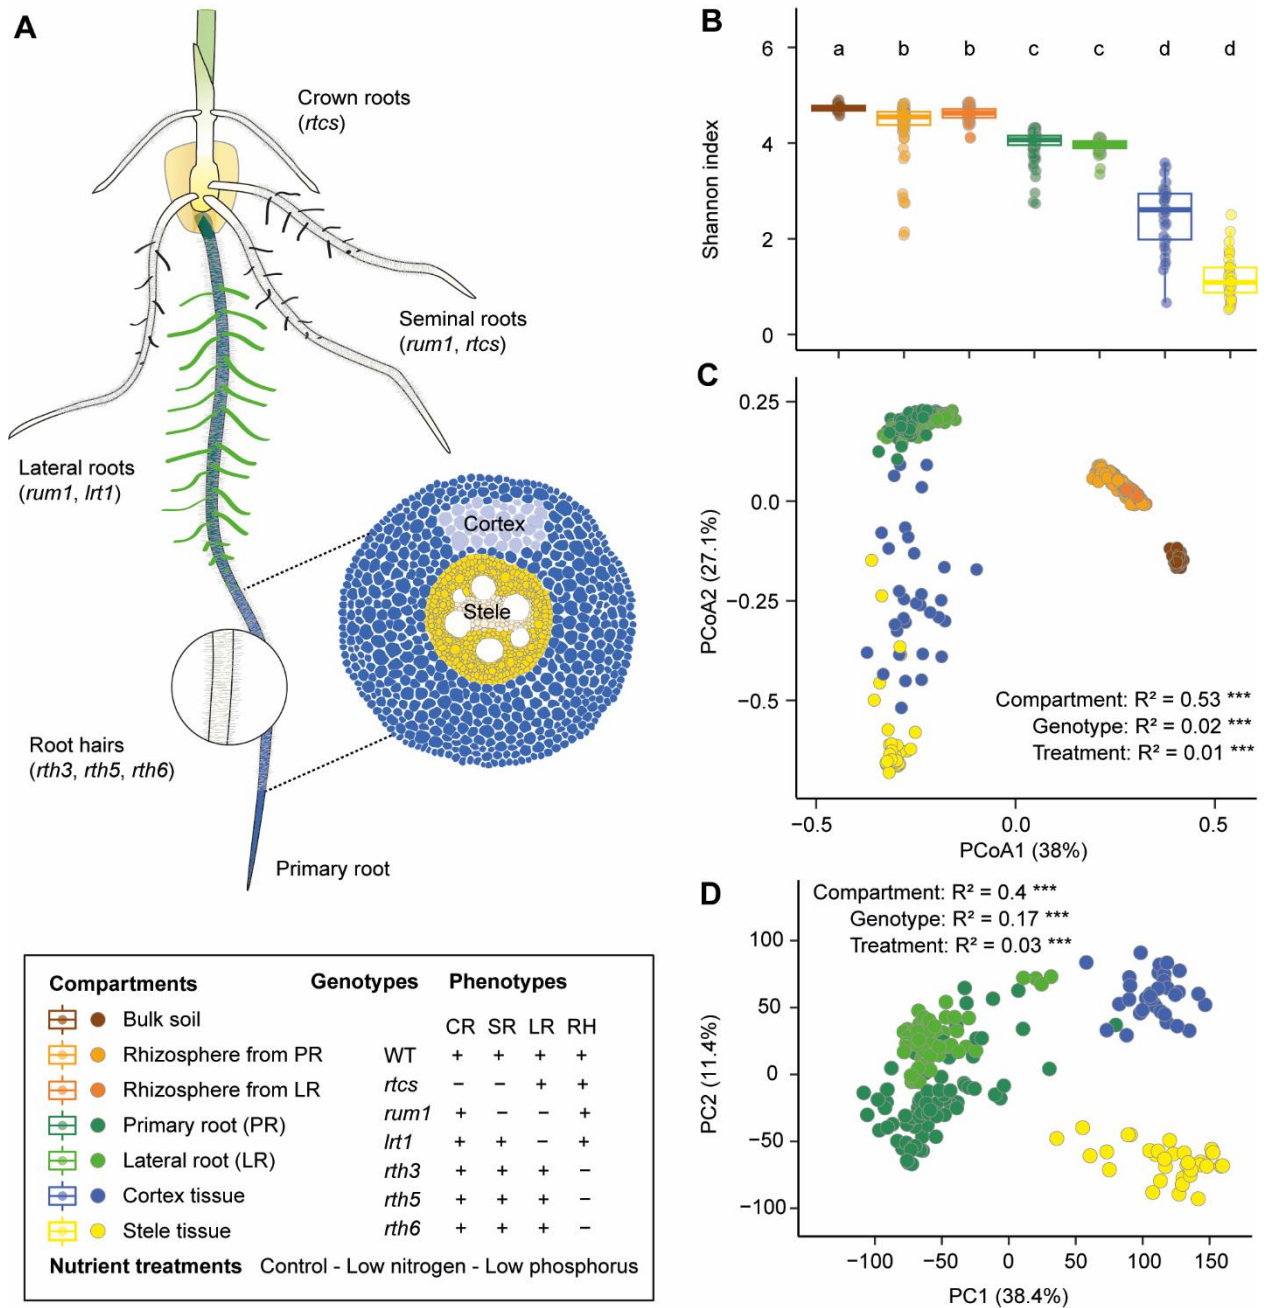 A
Crown roots
(rtcs)
Seminal roots
(rum1, rtcs)
Lateral roots
(rum1, lrt1)
Cortex
Stele
Root hairs
(rth3, rth5, rth6)
Primary root
Compartments
Bulk soil
Rhizosphere from PR
Rhizosphere from LR
Primary root (PR)
Lateral root (LR)
Cortex tissue
Stele tissue
Genotypes Phenotypes
CR SR LR RH
WT + + + +
rtcs − − + +
rum1 + − − +
lrt1 + + − +
rth3 + + + −
rth5 + + + −
rth6 + + + −
Nutrient treatments Control - Low nitrogen - Low phosphorus
B
a b b c c d d
Shannon index
6
4
2
0
C
PCoA2 (27.1%)
0.25
0.0
−0.25
−0.5
Compartment: R² = 0.53 ***
Genotype: R² = 0.02 ***
Treatment: R² = 0.01 ***
−0.5 0.0 0.5
PCoA1 (38%)
D
Compartment: R² = 0.4 ***
Genotype: R² = 0.17 ***
Treatment: R² = 0.03 ***
PC2 (11.4%)
100
50
0
−50
−100
−100 −50 0 50 100 150
PC1 (38.4%)